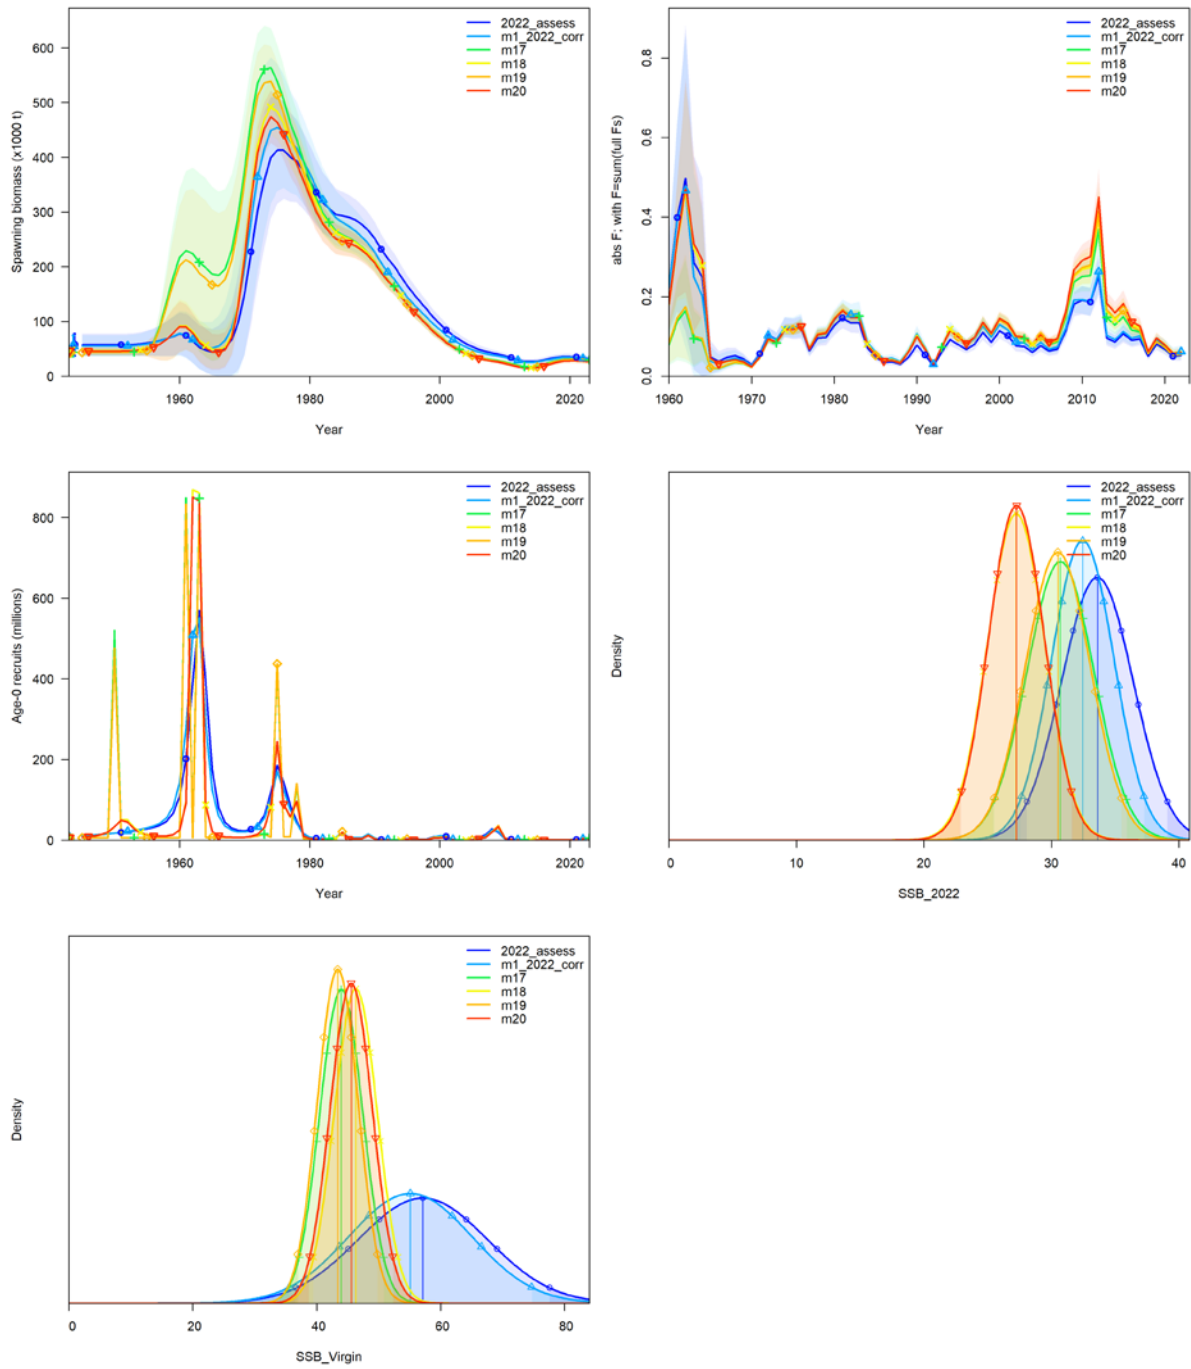 2022_assess
m1_2022_corr
m17
m18
m19
m20
Spawning biomass (x1000 t)
600
500
400
300
200
100
0
1960
1980
2000
2020
Year
2022_assess
m1_2022_corr
m17
m18
m19
m20
abs F; with F=sum(full Fs)
0.8
0.6
0.4
0.2
0.0
1960
1970
1980
1990
2000
2010
2020
Year
2022_assess
m1_2022_corr
m17
m18
m19
m20
Age-0 recruits (millions)
800
600
400
200
0
1960
1980
2000
2020
Year
2022_assess
m1_2022_corr
m17
m18
m19
m20
Density
0
10
20
30
40
SSB_2022
2022_assess
m1_2022_corr
m17
m18
m19
m20
Density
0
20
40
60
80
SSB_Virgin